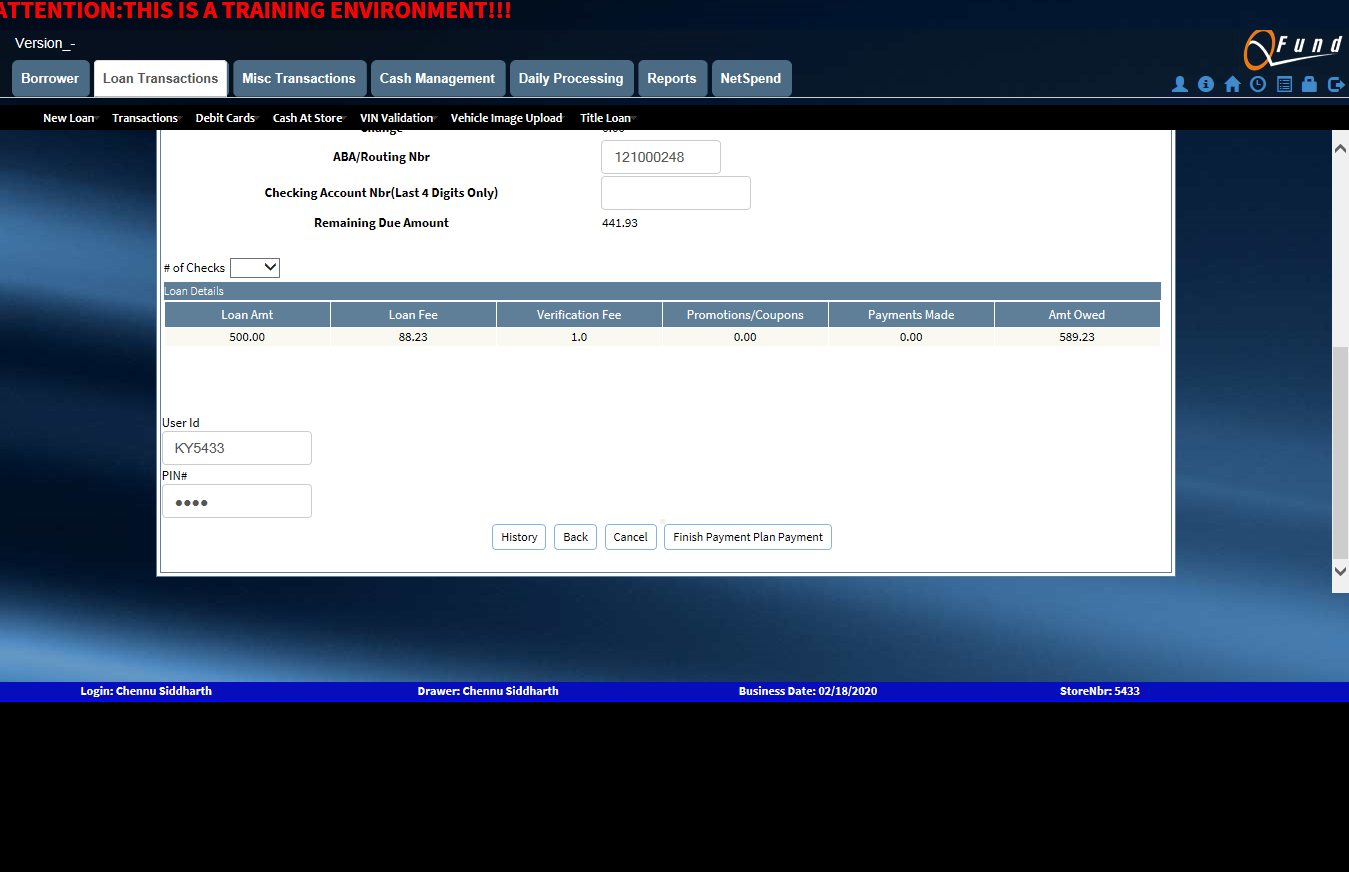 ATTENTION:THIS IS A TRAINING ENVIRONMENT!!!
Version_-
QFund
Borrower Loan Transactions Misc Transactions Cash Management Daily Processing Reports NetSpend
New Loan Transactions Debit Cards Cash At Store VIN Validation Vehicle Image Upload Title Loan
Change 0.00
ABA/Routing Nbr 121000248
Checking Account Nbr(Last 4 Digits Only)
Remaining Due Amount 441.93
# of Checks
Loan Details
Loan Amt Loan Fee Verification Fee Promotions/Coupons Payments Made Amt Owed
500.00 88.23 1.0 0.00 0.00 589.23
User Id
KY5433
PIN#
••••
History Back Cancel Finish Payment Plan Payment
Login: Chennu Siddharth Drawer: Chennu Siddharth Business Date: 02/18/2020 StoreNbr: 5433